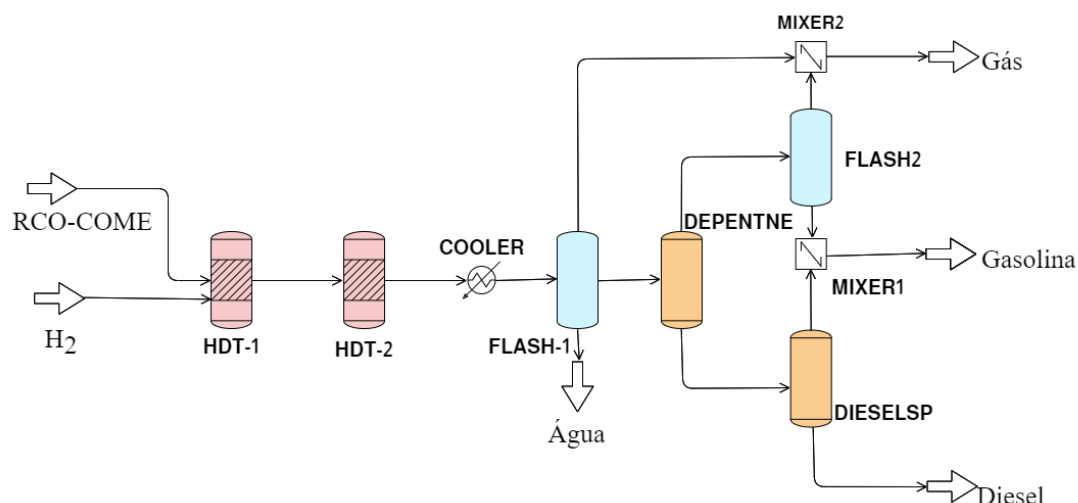 MIXER2
Gás
FLASH2
RCO-COME
DEPENTNE
COOLER
Gasolina
MIXER1
H2
HDT-1
HDT-2
FLASH-1
DIESELSP
Água
Diesel